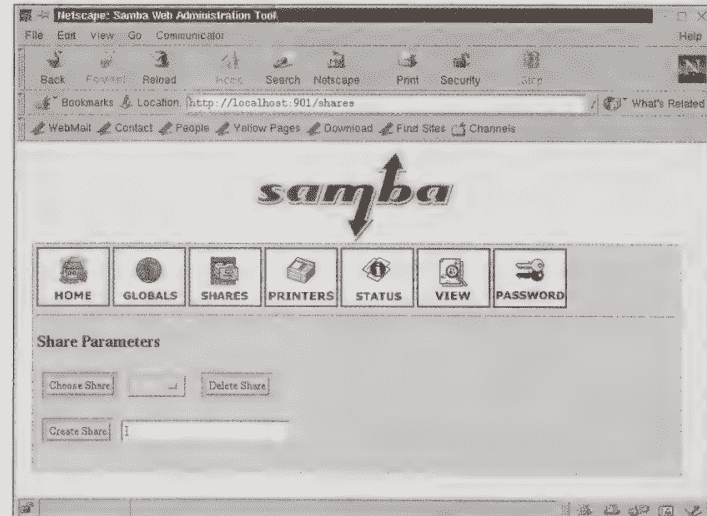 Netscape: Samba Web Administration Tool
File Edit View Go Communicator Help
Back Forward Reload Home Search Netscape Print Security Stop
N
Bookmarks Location: http://localhost:901/shares What's Related
WebMail Contact People Yellow Pages Download Find Sites Channels
samba
HOME GLOBALS SHARES PRINTERS STATUS VIEW PASSWORD
Share Parameters
Choose Share Delete Share
Create Share